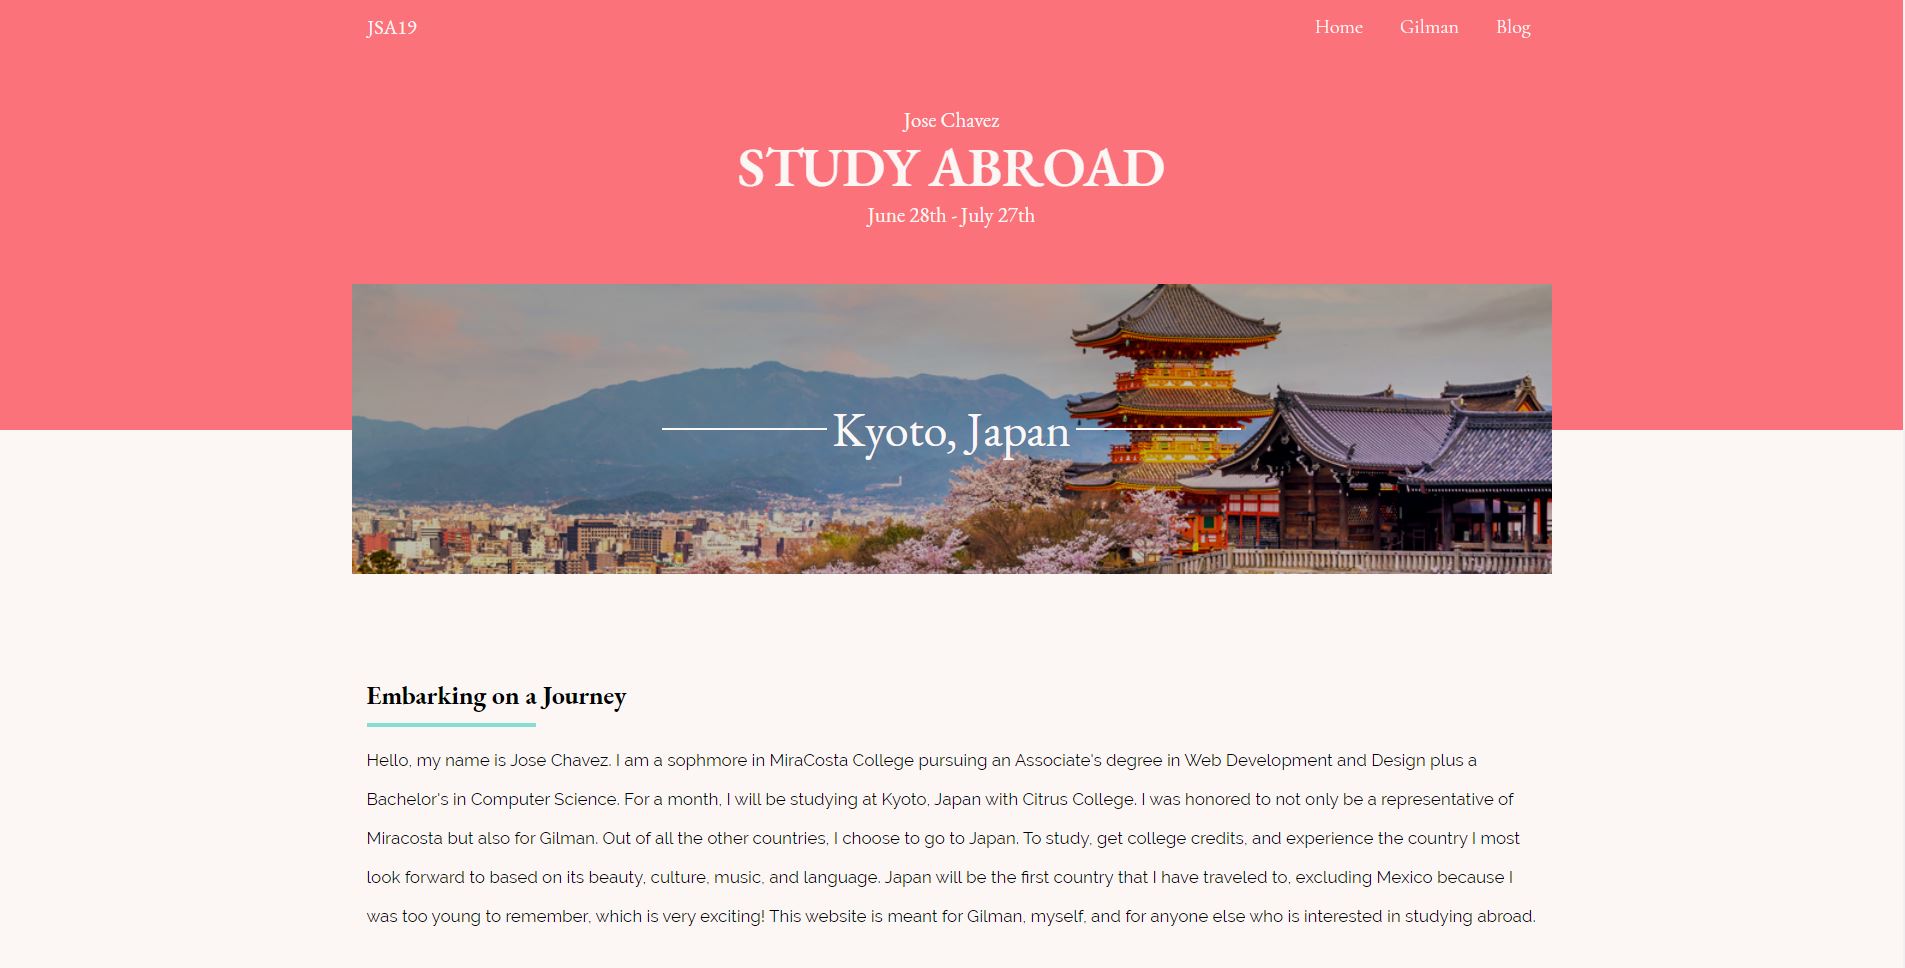 JSA19
Home Gilman Blog
Jose Chavez
STUDY ABROAD
June 28th - July 27th
Kyoto, Japan
Embarking on a Journey
Hello, my name is Jose Chavez. I am a sophmore in MiraCosta College pursuing an Associate's degree in Web Development and Design plus a
Bachelor's in Computer Science. For a month, I will be studying at Kyoto, Japan with Citrus College. I was honored to not only be a representative of
Miracosta but also for Gilman. Out of all the other countries, I choose to go to Japan. To study, get college credits, and experience the country I most
look forward to based on its beauty, culture, music, and language. Japan will be the first country that I have traveled to, excluding Mexico because I
was too young to remember, which is very exciting! This website is meant for Gilman, myself, and for anyone else who is interested in studying abroad.